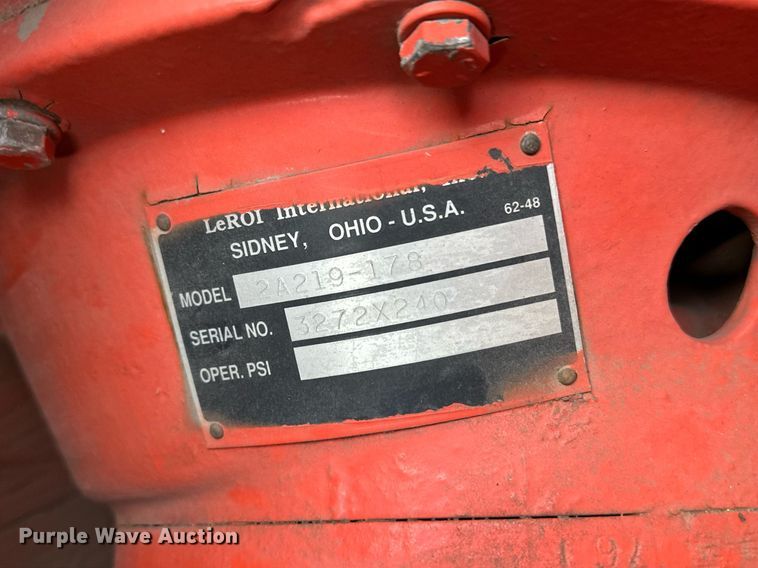 LeROI International, Inc.
SIDNEY, OHIO - U.S.A. 62-48
MODEL 2A219-178
SERIAL NO. 3272X240
OPER. PSI
Purple Wave Auction